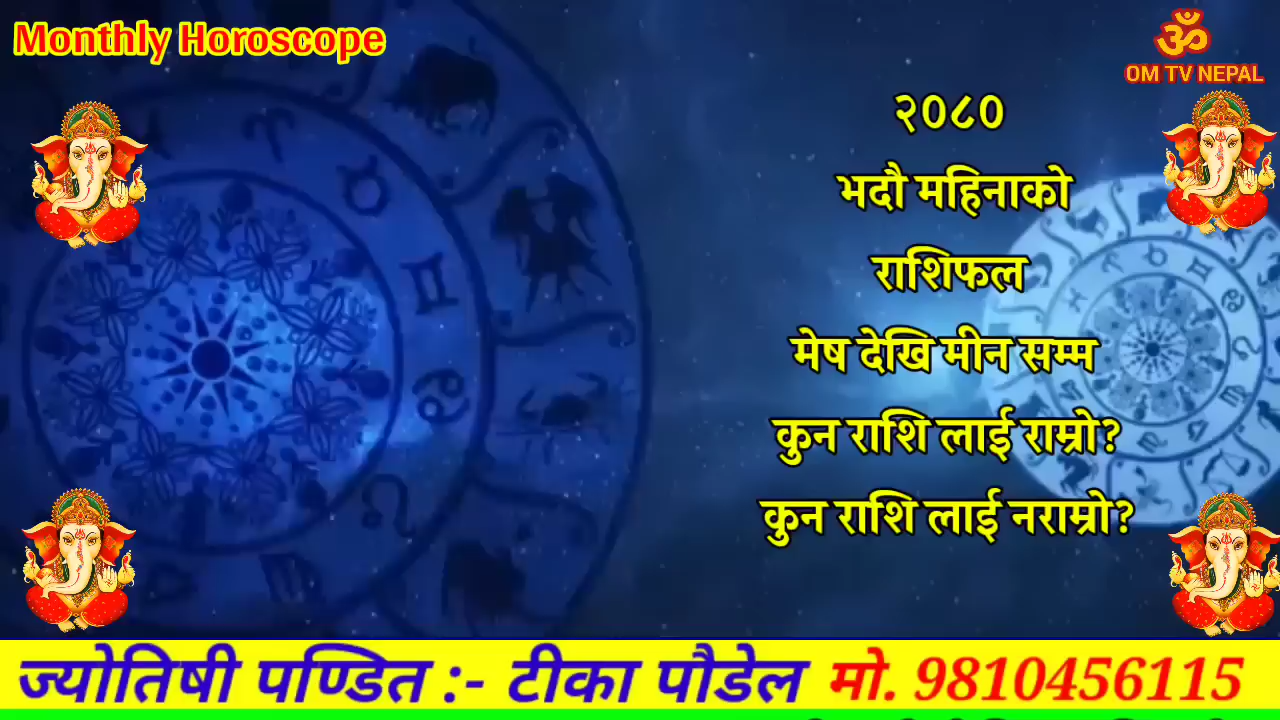 Monthly Horoscope
ॐ
OM TV NEPAL
२०८०
भदौ महिनाको
राशिफल
मेष देखि मीन सम्म
कुन राशि लाई राम्रो?
कुन राशि लाई नराम्रो?
ज्योतिषी पण्डित :- टीका पौडेल मो. 9810456115